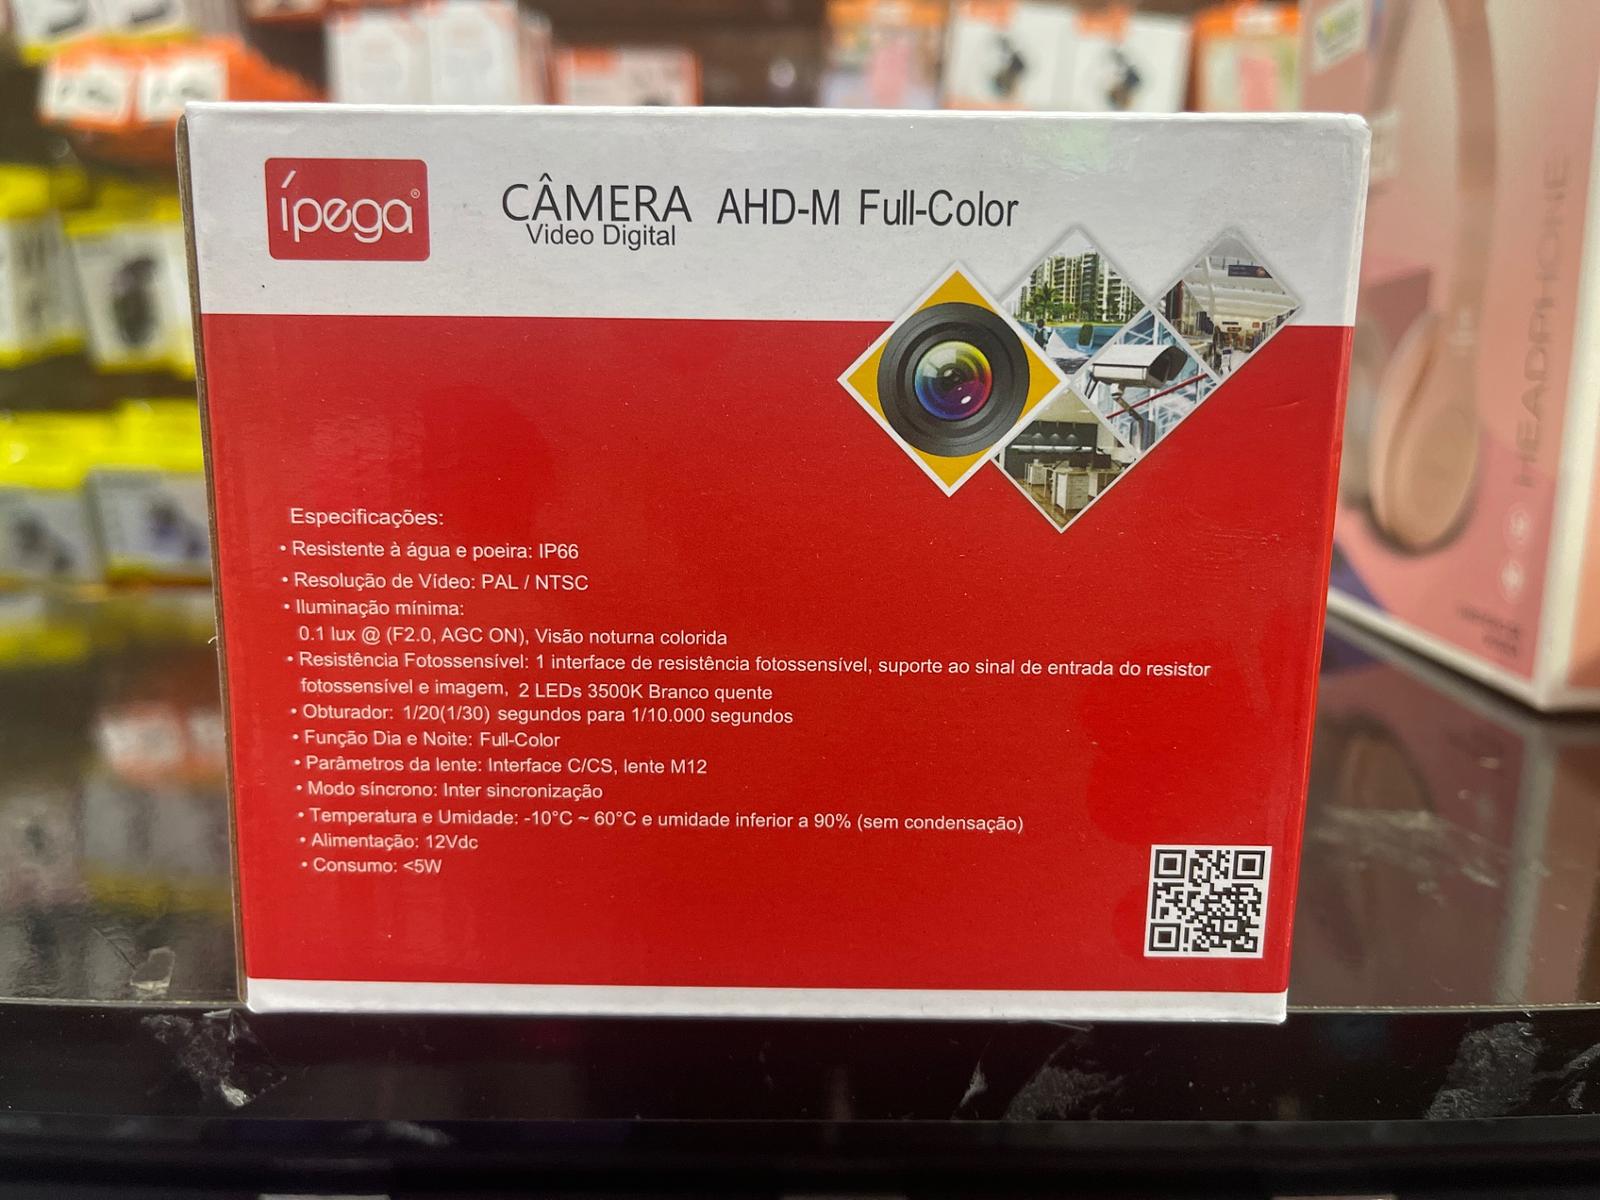 ípega®
CÂMERA AHD-M Full-Color
Video Digital
Especificações:
• Resistente à água e poeira: IP66
• Resolução de Vídeo: PAL / NTSC
• Iluminação mínima:
0.1 lux @ (F2.0, AGC ON), Visão noturna colorida
• Resistência Fotossensível: 1 interface de resistência fotossensível, suporte ao sinal de entrada do resistor
fotossensível e imagem, 2 LEDs 3500K Branco quente
• Obturador: 1/20(1/30) segundos para 1/10.000 segundos
• Função Dia e Noite: Full-Color
• Parâmetros da lente: Interface C/CS, lente M12
• Modo síncrono: Inter sincronização
• Temperatura e Umidade: -10°C ~ 60°C e umidade inferior a 90% (sem condensação)
• Alimentação: 12Vdc
• Consumo: <5W
HEADPHONE